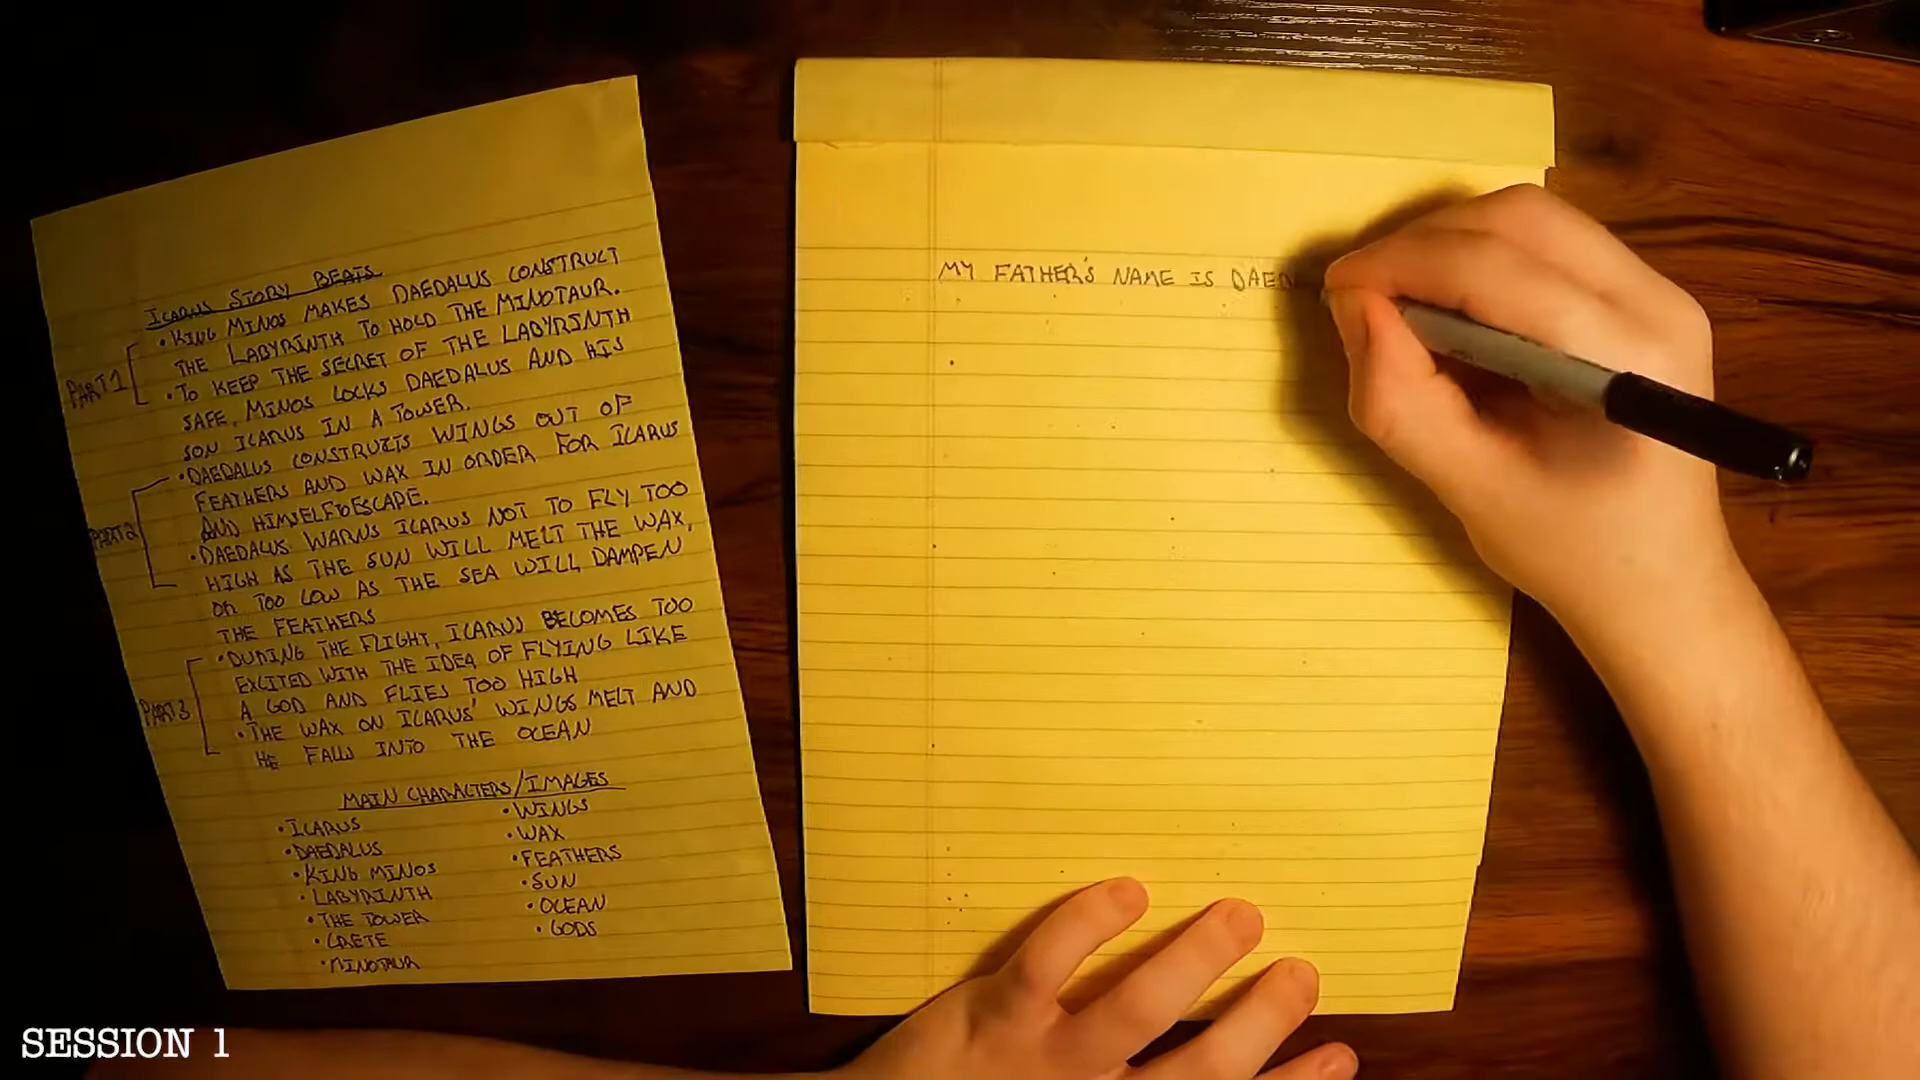 ICARUS STORY BEATS
• KING MINOS MAKES DAEDALUS CONSTRUCT
THE LABYRINTH TO HOLD THE MINOTAUR.
• TO KEEP THE SECRET OF THE LABYRINTH
SAFE, MINOS LOCKS DAEDALUS AND HIS
SON ICARUS IN A TOWER.
PART 1
• DAEDALUS CONSTRUCTS WINGS OUT OF
FEATHERS AND WAX IN ORDER FOR ICARUS
AND HIMSELF TO ESCAPE.
• DAEDALUS WARNS ICARUS NOT TO FLY TOO
HIGH AS THE SUN WILL MELT THE WAX,
OR TOO LOW AS THE SEA WILL DAMPEN
THE FEATHERS
PART 2
• DURING THE FLIGHT, ICARUS BECOMES TOO
EXCITED WITH THE IDEA OF FLYING LIKE
A GOD AND FLIES TOO HIGH
• THE WAX ON ICARUS' WINGS MELT AND
HE FALLS INTO THE OCEAN
PART 3
MAIN CHARACTERS/IMAGES
• ICARUS
• DAEDALUS
• KING MINOS
• LABYRINTH
• THE TOWER
• CRETE
• MINOTAUR
• WINGS
• WAX
• FEATHERS
• SUN
• OCEAN
• GODS
MY FATHER'S NAME IS DAED
SESSION 1